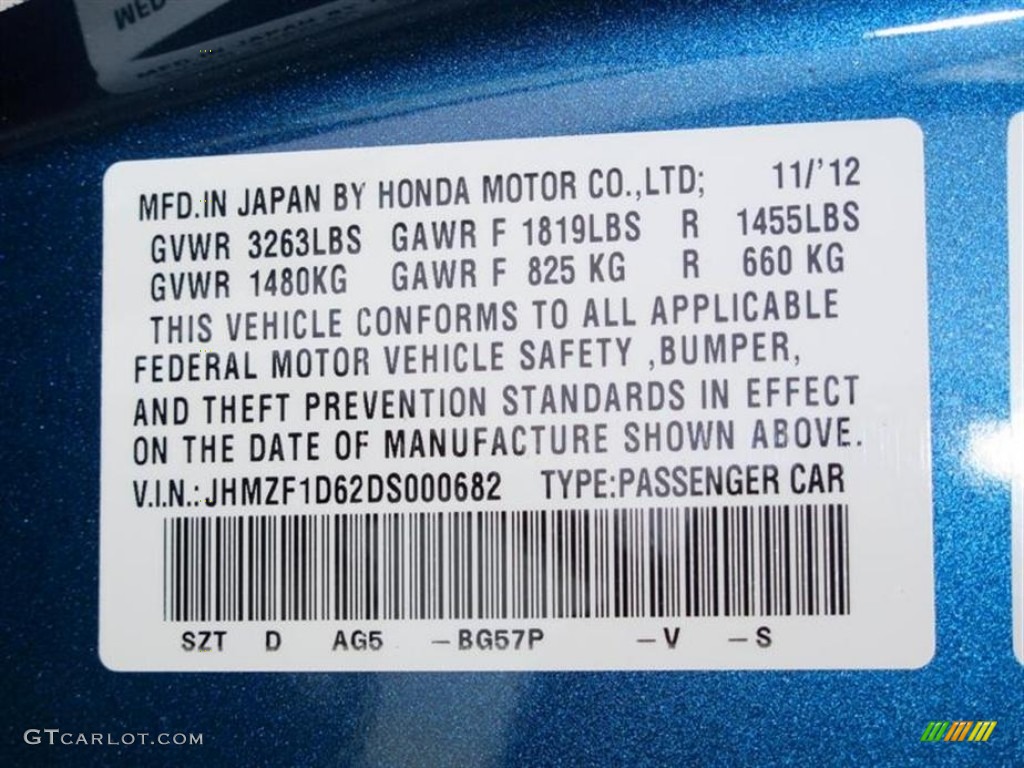 MFD.IN JAPAN BY HONDA MOTOR CO.,LTD; 11/'12
GVWR 3263LBS GAWR F 1819LBS R 1455LBS
GVWR 1480KG GAWR F 825 KG R 660 KG
THIS VEHICLE CONFORMS TO ALL APPLICABLE
FEDERAL MOTOR VEHICLE SAFETY ,BUMPER,
AND THEFT PREVENTION STANDARDS IN EFFECT
ON THE DATE OF MANUFACTURE SHOWN ABOVE.
V.I.N.:JHMZF1D62DS000682 TYPE:PASSENGER CAR
SZT D AG5 -BG57P -V -S
GTCARLOT.COM